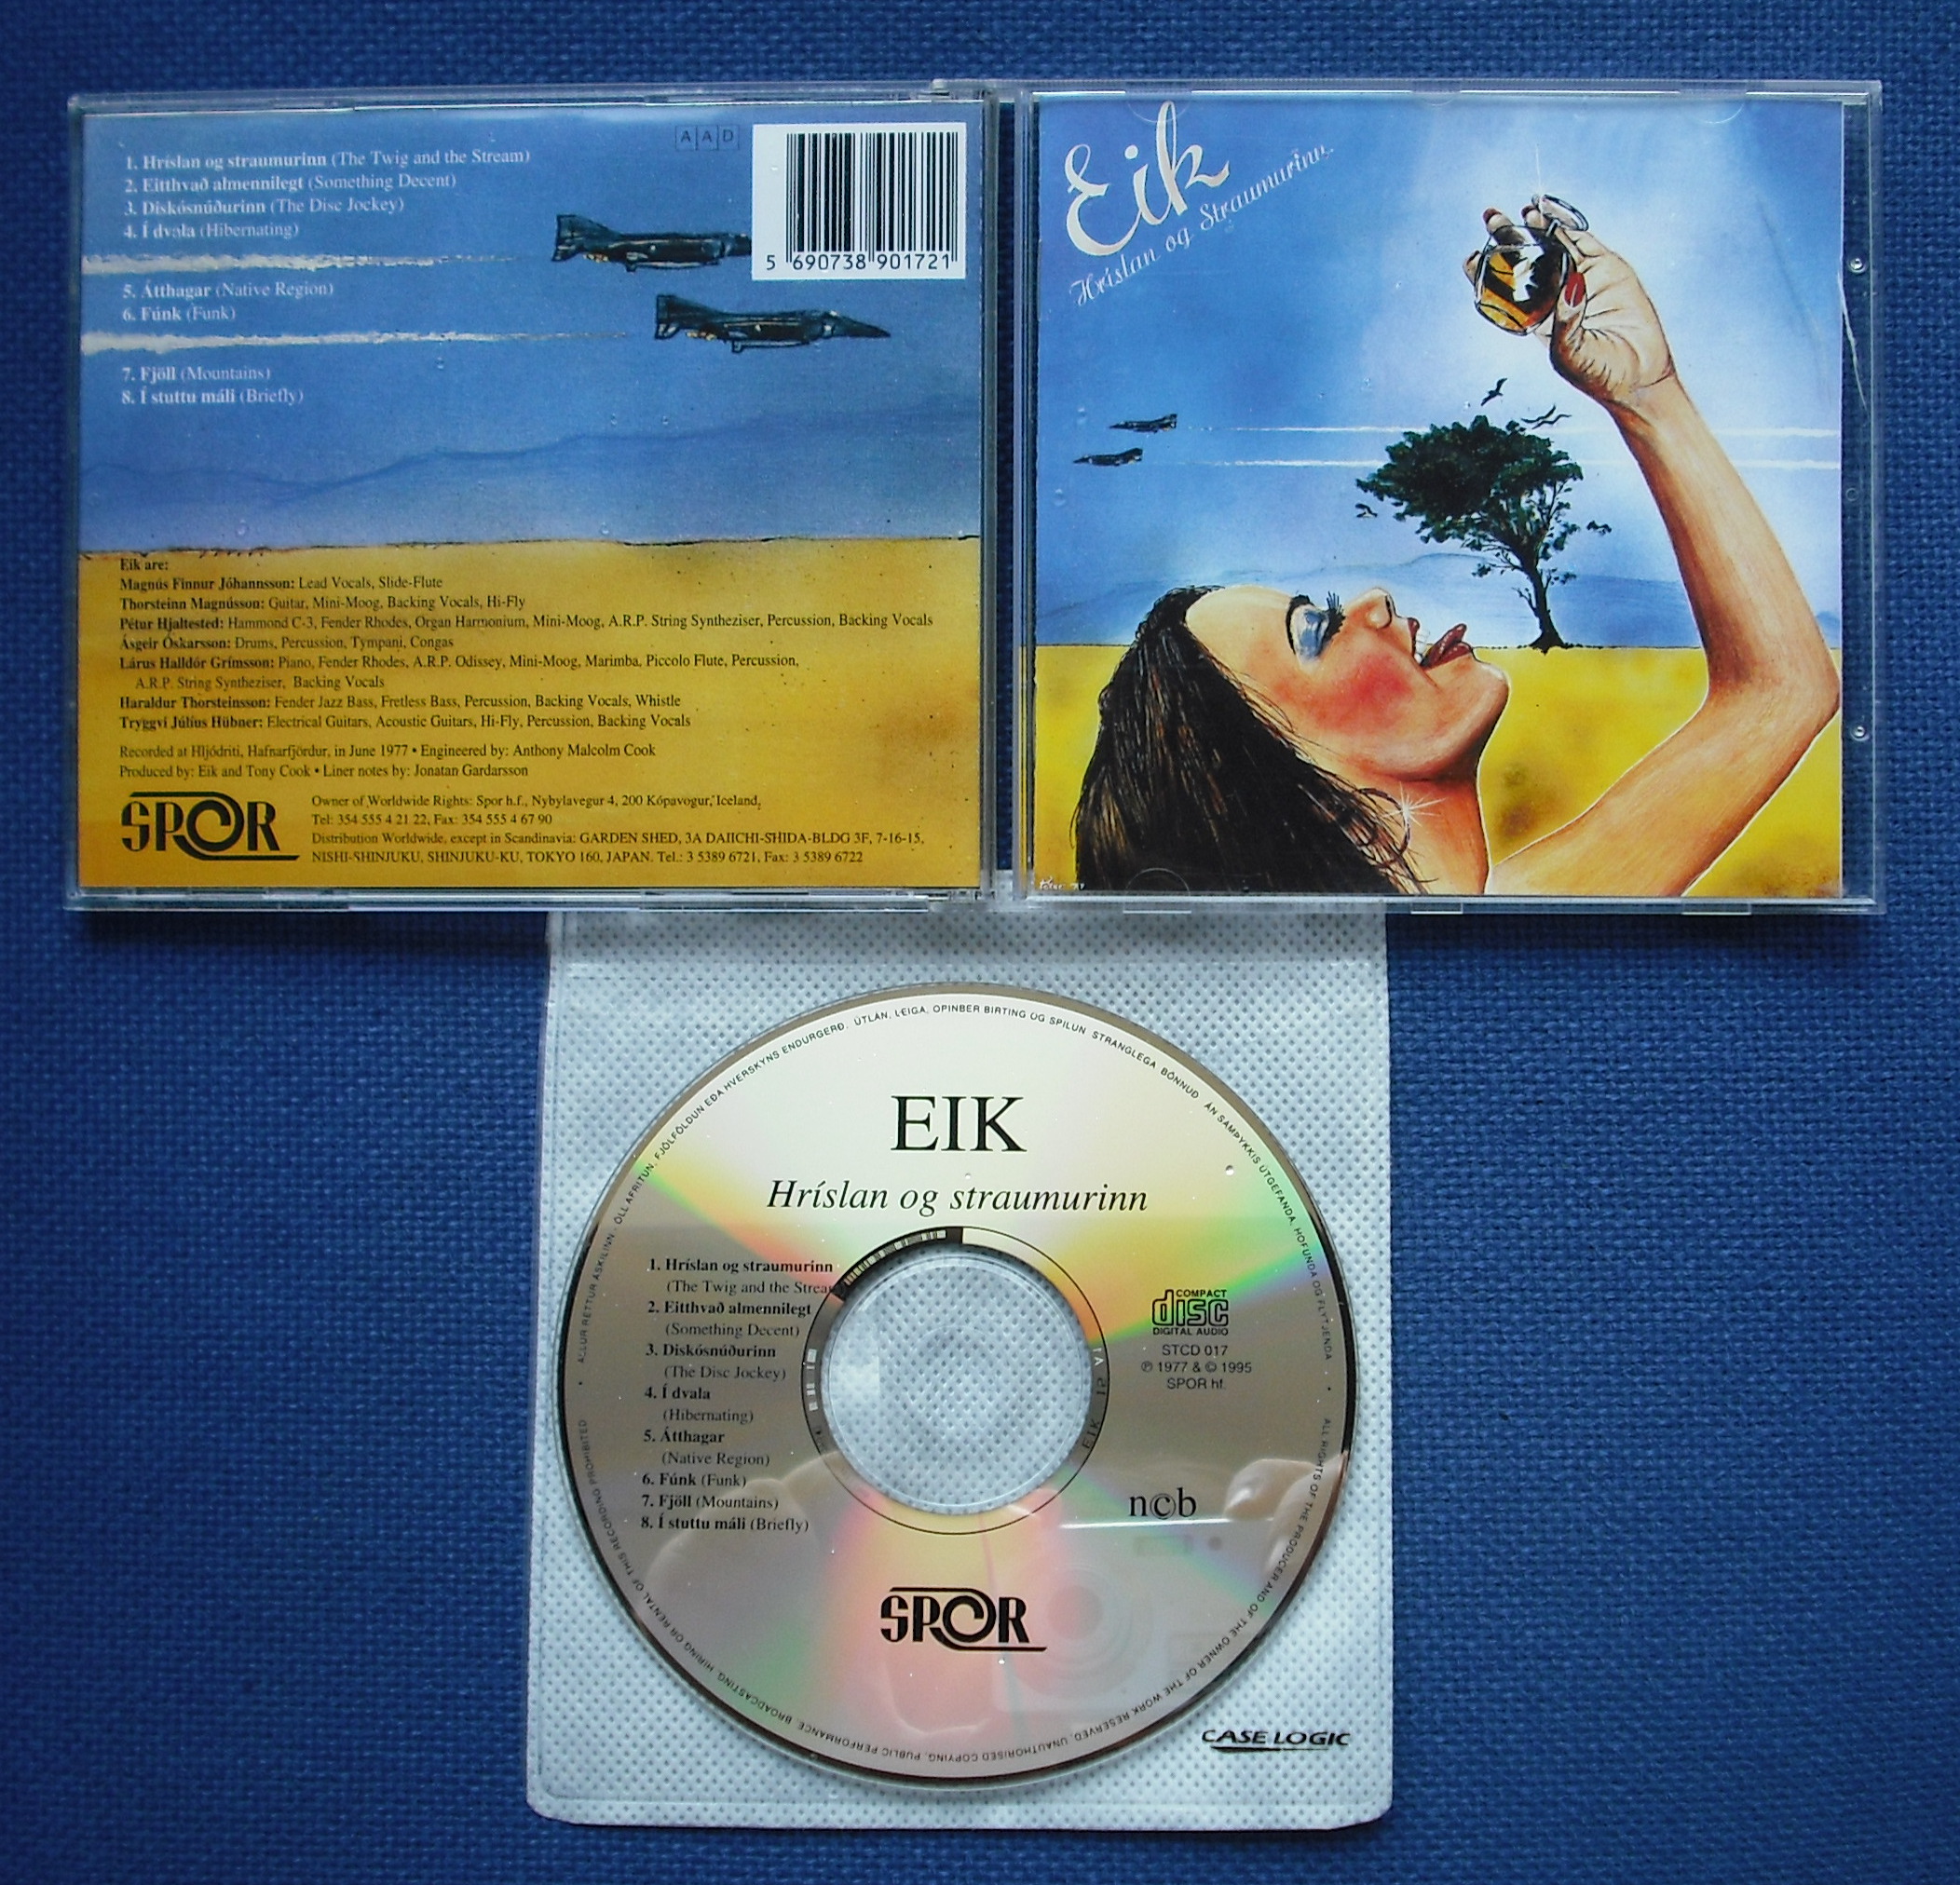 1. Hríslan og straumurinn (The Twig and the Stream)
2. Eitthvað almennilegt (Something Decent)
3. Diskósnúðurinn (The Disc Jockey)
4. Í dvala (Hibernating)
5. Átthagar (Native Region)
6. Fúnk (Funk)
7. Fjöll (Mountains)
8. Í stuttu máli (Briefly)
A A D
5 690738 901721
Eik are:
Magnús Finnur Jóhannsson: Lead Vocals, Slide-Flute
Thorsteinn Magnússon: Guitar, Mini-Moog, Backing Vocals, Hi-Fly
Pétur Hjaltested: Hammond C-3, Fender Rhodes, Organ Harmonium, Mini-Moog, A.R.P. String Syntheziser, Percussion, Backing Vocals
Ásgeir Óskarsson: Drums, Percussion, Tympani, Congas
Lárus Halldór Grímsson: Piano, Fender Rhodes, A.R.P. Odissey, Mini-Moog, Marimba, Piccolo Flute, Percussion,
A.R.P. String Syntheziser, Backing Vocals
Haraldur Thorsteinsson: Fender Jazz Bass, Fretless Bass, Percussion, Backing Vocals, Whistle
Tryggvi Júlíus Hübner: Electrical Guitars, Acoustic Guitars, Hi-Fly, Percussion, Backing Vocals
Recorded at Hljódriti, Hafnarfjördur, in June 1977 • Engineered by: Anthony Malcolm Cook
Produced by: Eik and Tony Cook • Liner notes by: Jonatan Gardarsson
SPOR
Owner of Worldwide Rights: Spor h.f., Nybylavegur 4, 200 Kópavogur, Iceland,
Tel: 354 555 4 21 22, Fax: 354 555 4 67 90
Distribution Worldwide, except in Scandinavia: GARDEN SHED, 3A DAIICHI-SHIDA-BLDG 3F, 7-16-15,
NISHI-SHINJUKU, SHINJUKU-KU, TOKYO 160, JAPAN. Tel.: 3 5389 6721, Fax: 3 5389 6722
Eik
Hríslan og Straumurinn
EIK
Hríslan og straumurinn
1. Hríslan og straumurinn
(The Twig and the Strea
2. Eitthvað almennilegt
(Something Decent)
3. Diskósnúðurinn
(The Disc Jockey)
4. Í dvala
(Hibernating)
5. Átthagar
(Native Region)
6. Fúnk (Funk)
7. Fjöll (Mountains)
8. Í stuttu máli (Briefly)
COMPACT
disc
DIGITAL AUDIO
STCD 017
℗ 1977 & © 1995
SPOR hf.
n©b
SPOR
ALLUR RÉTTUR ÁSKILINN · ÖLL AFRITUN, FJÖLFÖLDUN EDA HVERSKYNS ENDURGERD, ÚTLÁN, LEIGA, OPINBER BIRTING OG SPILUN STRANGLEGA BÖNNUD ÁN SAMÞYKKIS ÚTGEFANDA, HÖFUNDA OG FLYTJENDA
ALL RIGHTS OF THE PRODUCER AND OF THE OWNER OF THE WORK RESERVED. UNAUTHORISED COPYING, PUBLIC PERFORMANCE, BROADCASTING, HIRING OR RENTAL OF THIS RECORDING PROHIBITED
CASE LOGIC